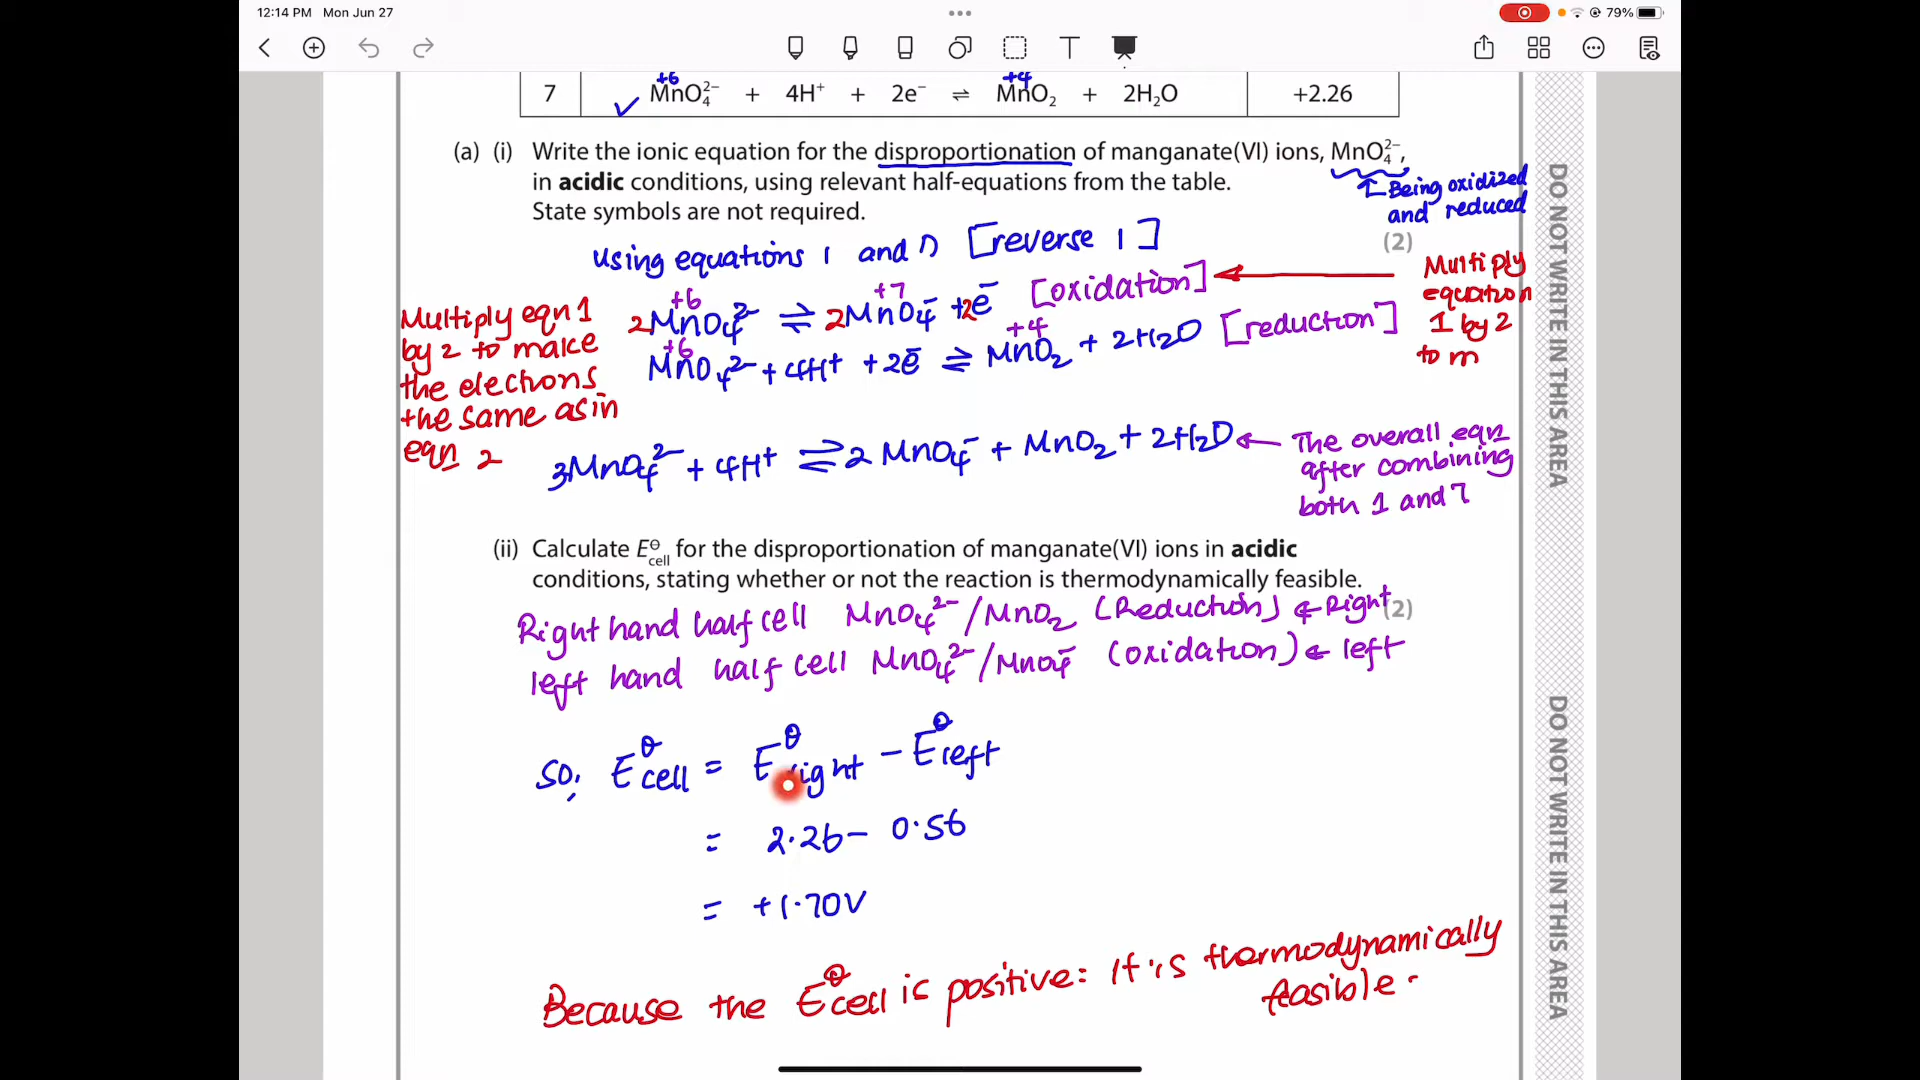 12:14 PM Mon Jun 27
79%
+6 +4
7 MnO₄²⁻ + 4H⁺ + 2e⁻ ⇌ MnO₂ + 2H₂O +2.26
(a) (i) Write the ionic equation for the disproportionation of manganate(VI) ions, MnO₄²⁻,
in acidic conditions, using relevant half-equations from the table.
State symbols are not required.
(2)
Being oxidized
and reduced
using equations 1 and 7 [reverse 1]
+6 +7
2MnO₄²⁻ ⇌ 2MnO₄⁻ + 2e⁻ [oxidation]
+6 +4
MnO₄²⁻ + 4H⁺ + 2e⁻ ⇌ MnO₂ + 2H₂O [reduction]
Multiply eqn 1
by 2 to make
the electrons
the same as in
eqn 2
Multiply
equation
1 by 2
to m
3MnO₄²⁻ + 4H⁺ ⇌ 2MnO₄⁻ + MnO₂ + 2H₂O
The overall eqn
after combining
both 1 and 7
(ii) Calculate E⦵cell for the disproportionation of manganate(VI) ions in acidic
conditions, stating whether or not the reaction is thermodynamically feasible.
(2)
Right hand half cell MnO₄²⁻/MnO₂ (Reduction) ← Right
left hand half cell MnO₄²⁻/MnO₄⁻ (oxidation) ← left
So, E⦵cell = E⦵right − E⦵left
= 2.26 − 0.56
= +1.70V
Because the E⦵cell is positive: It is thermodynamically
feasible.
DO NOT WRITE IN THIS AREA
DO NOT WRITE IN THIS AREA